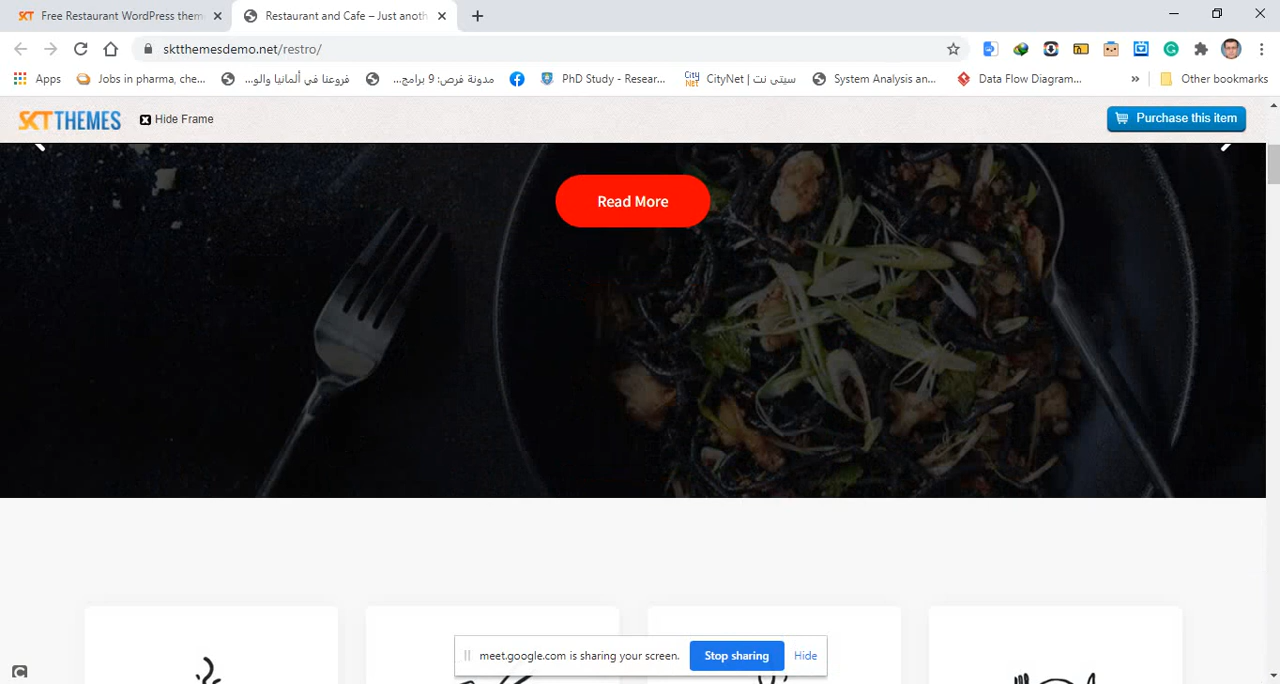 SKT Free Restaurant WordPress them
Restaurant and Cafe – Just anoth
sktthemesdemo.net/restro/
Apps
Jobs in pharma, che...
فروعنا في ألمانيا والو...
مدونة فرص: 9 برامج...
PhD Study - Resear...
City Net
CityNet | سيتي نت
System Analysis an...
Data Flow Diagram...
»
Other bookmarks
SKT THEMES
Hide Frame
Purchase this item
Read More
meet.google.com is sharing your screen.
Stop sharing
Hide